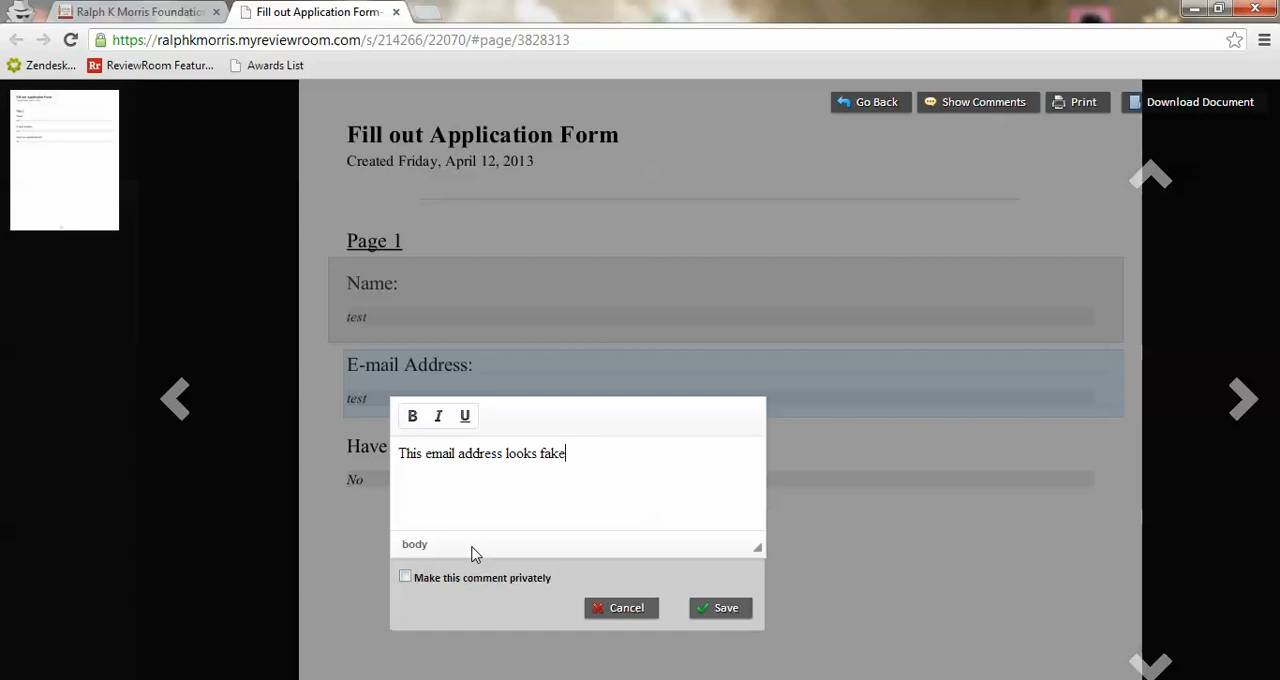 Ralph K Morris Foundation
Fill out Application Form-
https://ralphkmorris.myreviewroom.com/s/214266/22070/#page/3828313
Zendesk...
Rr ReviewRoom Featur...
Awards List
Go Back
Show Comments
Print
Download Document
Fill out Application Form
Created Friday, April 12, 2013
Page 1
Name:
test
E-mail Address:
test
B I U
This email address looks fake
Have
No
body
Make this comment privately
Cancel
Save